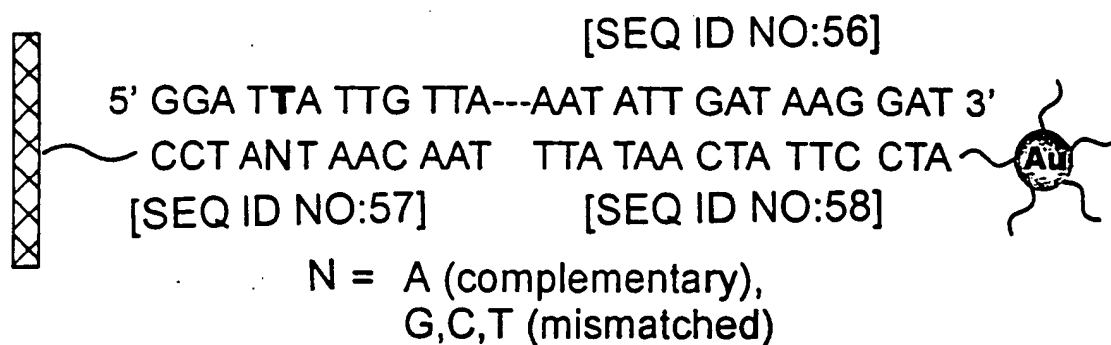 [SEQ ID NO:56]
5' GGA TTA TTG TTA---AAT ATT GAT AAG GAT 3'
CCT ANT AAC AAT TTA TAA CTA TTC CTA Au
[SEQ ID NO:57] [SEQ ID NO:58]
N = A (complementary),
G,C,T (mismatched)